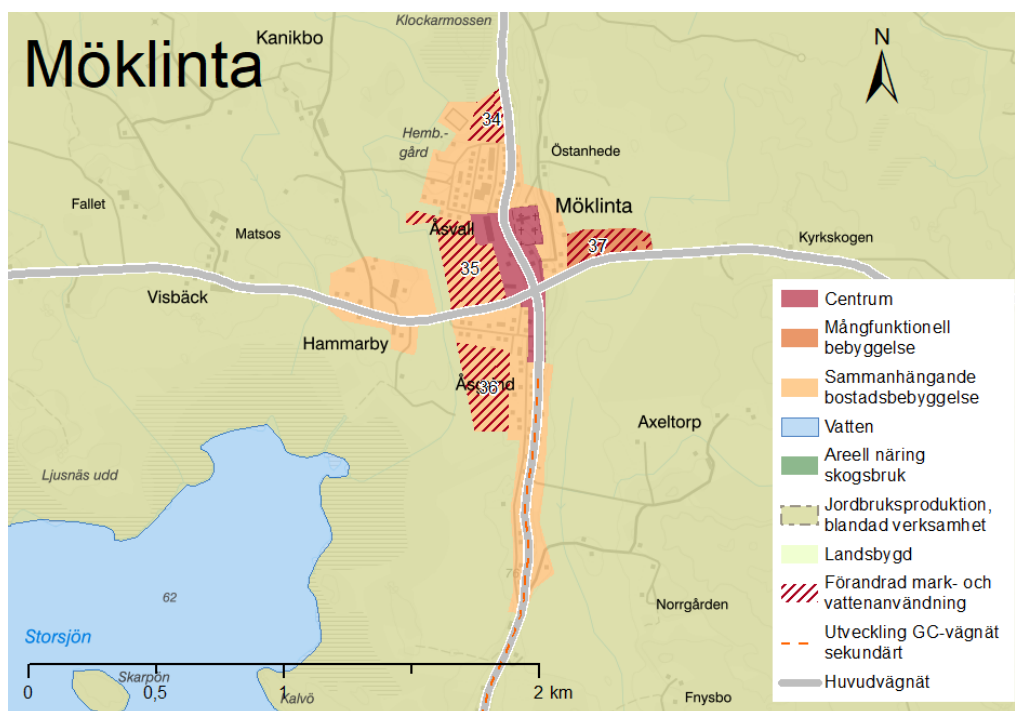 Möklinta
Klockarmossen
Kanikbo
N
34
Hemb.-
gård
Östanhede
Möklinta
Fallet
Åsvall
Matsos
37
Kyrkskogen
35
Visbäck
Hammarby
36
Axeltorp
Ljusnäs udd
76
62
Norrgården
Storsjön
Skarpön
Kalvö
Fnysbo
0
0,5
1
2 km
Centrum
Mångfunktionell
bebyggelse
Sammanhängande
bostadsbebyggelse
Vatten
Areell näring
skogsbruk
Jordbruksproduktion,
blandad verksamhet
Landsbygd
Förandrad mark- och
vattenanvändning
Utveckling GC-vägnät
sekundärt
Huvudvägnät